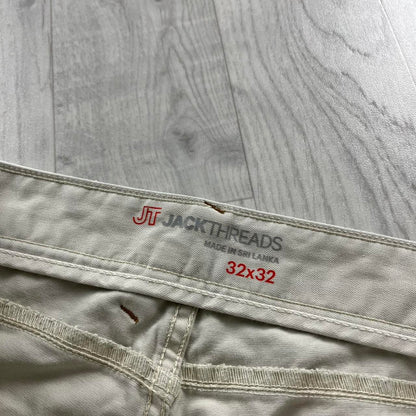 JT JACKTHREADS
MADE IN SRI LANKA
32x32